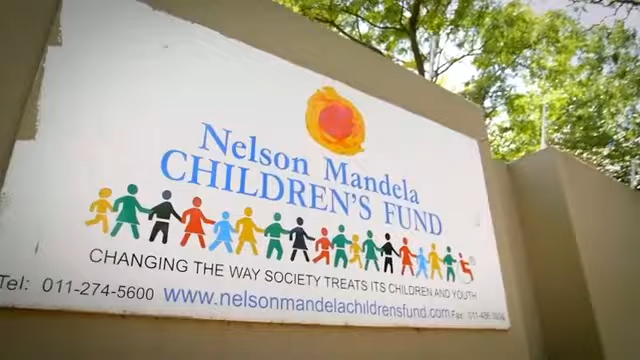 Nelson Mandela
CHILDREN'S FUND
CHANGING THE WAY SOCIETY TREATS ITS CHILDREN AND YOUTH
Tel: 011-274-5600 www.nelsonmandelachildrensfund.com Fax: